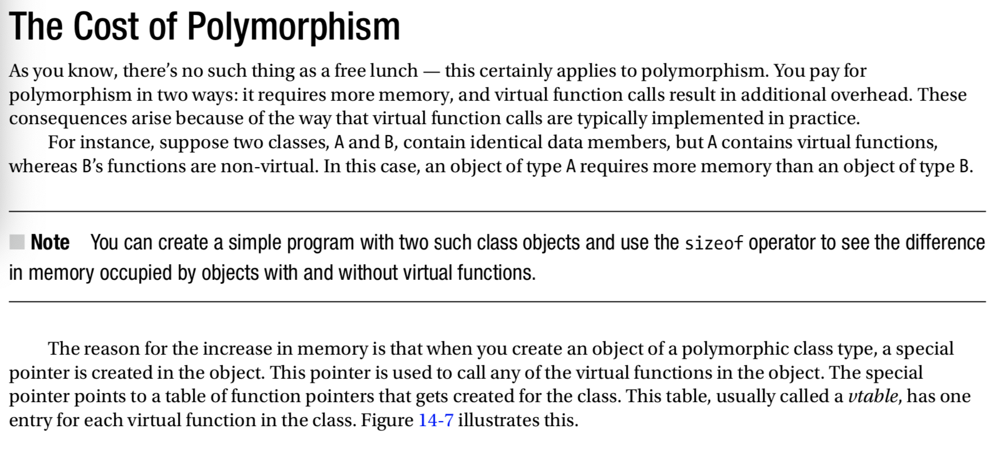 The Cost of Polymorphism
As you know, there’s no such thing as a free lunch — this certainly applies to polymorphism. You pay for
polymorphism in two ways: it requires more memory, and virtual function calls result in additional overhead. These
consequences arise because of the way that virtual function calls are typically implemented in practice.
For instance, suppose two classes, A and B, contain identical data members, but A contains virtual functions,
whereas B’s functions are non-virtual. In this case, an object of type A requires more memory than an object of type B.
Note You can create a simple program with two such class objects and use the sizeof operator to see the difference
in memory occupied by objects with and without virtual functions.
The reason for the increase in memory is that when you create an object of a polymorphic class type, a special
pointer is created in the object. This pointer is used to call any of the virtual functions in the object. The special
pointer points to a table of function pointers that gets created for the class. This table, usually called a vtable, has one
entry for each virtual function in the class. Figure 14-7 illustrates this.